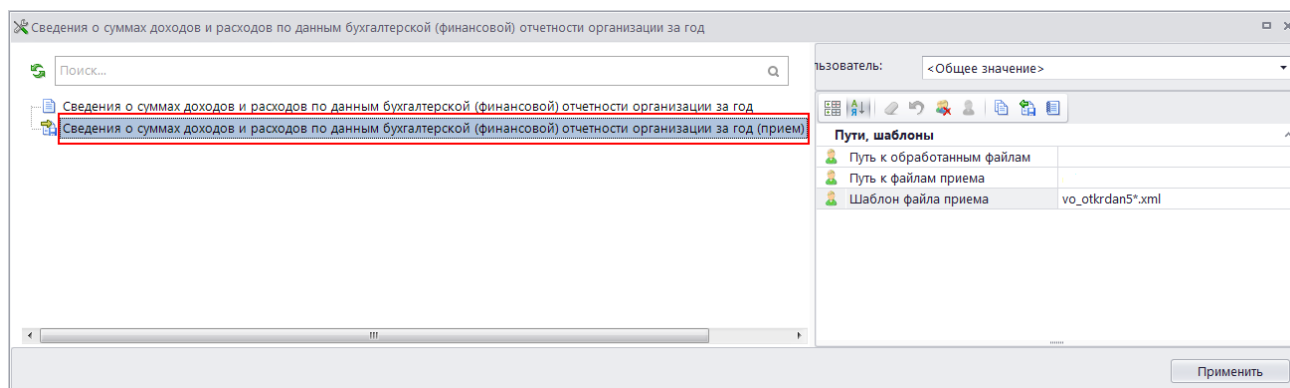 Сведения о суммах доходов и расходов по данным бухгалтерской (финансовой) отчетности организации за год
Поиск...
Сведения о суммах доходов и расходов по данным бухгалтерской (финансовой) отчетности организации за год
Сведения о суммах доходов и расходов по данным бухгалтерской (финансовой) отчетности организации за год (прием)
льзователь: <Общее значение>
Пути, шаблоны
Путь к обработанным файлам
Путь к файлам приема
Шаблон файла приема vo_otkrdan5*.xml
Применить